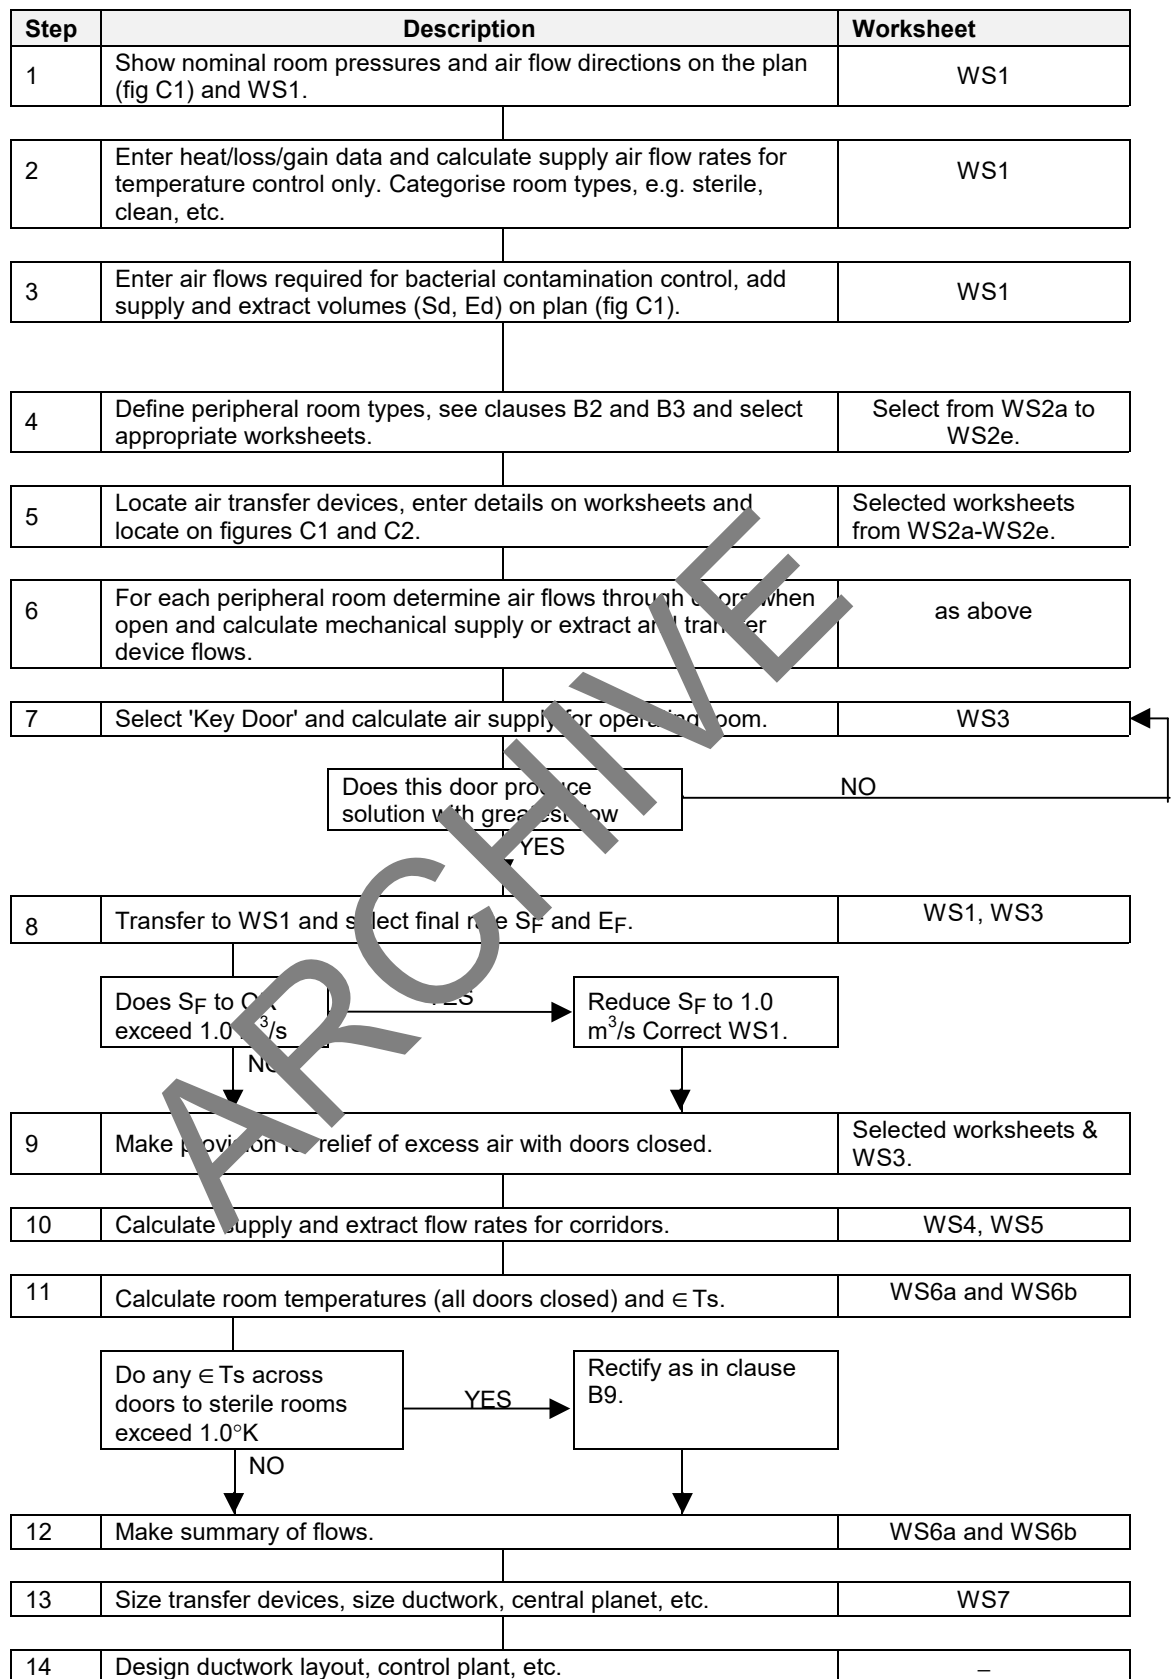 Step Description Worksheet
1 Show nominal room pressures and air flow directions on the plan
(fig C1) and WS1. WS1
2 Enter heat/loss/gain data and calculate supply air flow rates for
temperature control only. Categorise room types, e.g. sterile, WS1
clean, etc.
3 Enter air flows required for bacterial contamination control, add
supply and extract volumes (Sd, Ed) on plan (fig C1). WS1
4 Define peripheral room types, see clauses B2 and B3 and select Select from WS2a to
appropriate worksheets. WS2e.
5 Locate air transfer devices, enter details on worksheets and Selected worksheets
locate on figures C1 and C2. from WS2a-WS2e.
6 For each peripheral room determine air flows through doors when
open and calculate mechanical supply or extract and transfer as above
device flows.
7 Select 'Key Door' and calculate air supply for operating room. WS3
Does this door produce
solution with greatest flow
NO
YES
8 Transfer to WS1 and select final rate SF and EF. WS1, WS3
Does SF to OR
exceed 1.0 m3/s
YES
Reduce SF to 1.0
m3/s Correct WS1.
NO
9 Make provision for relief of excess air with doors closed. Selected worksheets &
WS3.
10 Calculate supply and extract flow rates for corridors. WS4, WS5
11 Calculate room temperatures (all doors closed) and ∈Ts. WS6a and WS6b
Do any ∈Ts across
doors to sterile rooms
exceed 1.0°K
YES
Rectify as in clause
B9.
NO
12 Make summary of flows. WS6a and WS6b
13 Size transfer devices, size ductwork, central planet, etc. WS7
14 Design ductwork layout, control plant, etc. –
ARCHIVE